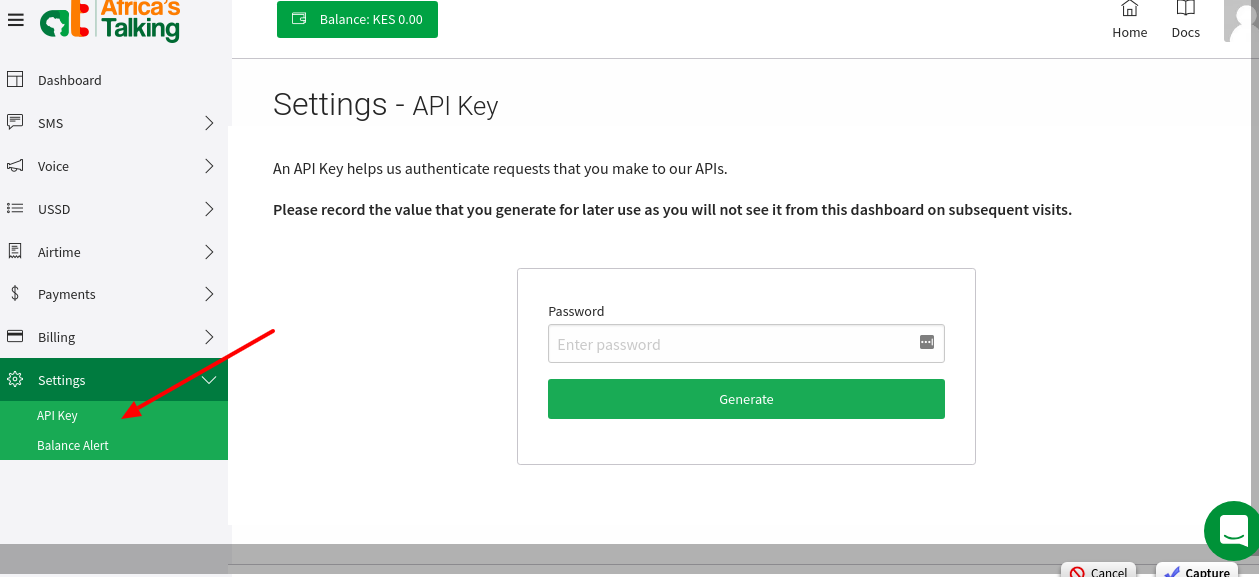 Africa's
Talking
Balance: KES 0.00
Home
Docs
Dashboard
SMS
Voice
USSD
Airtime
Payments
Billing
Settings
API Key
Balance Alert
Settings - API Key
An API Key helps us authenticate requests that you make to our APIs.
Please record the value that you generate for later use as you will not see it from this dashboard on subsequent visits.
Password
Enter password
Generate
Cancel
Capture